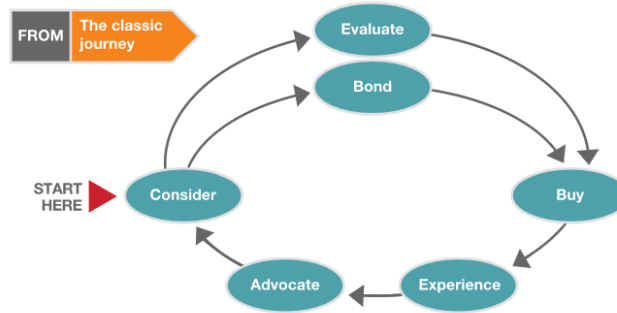 FROM
The classic
journey
Evaluate
Bond
START
HERE
Consider
Buy
Advocate
Experience